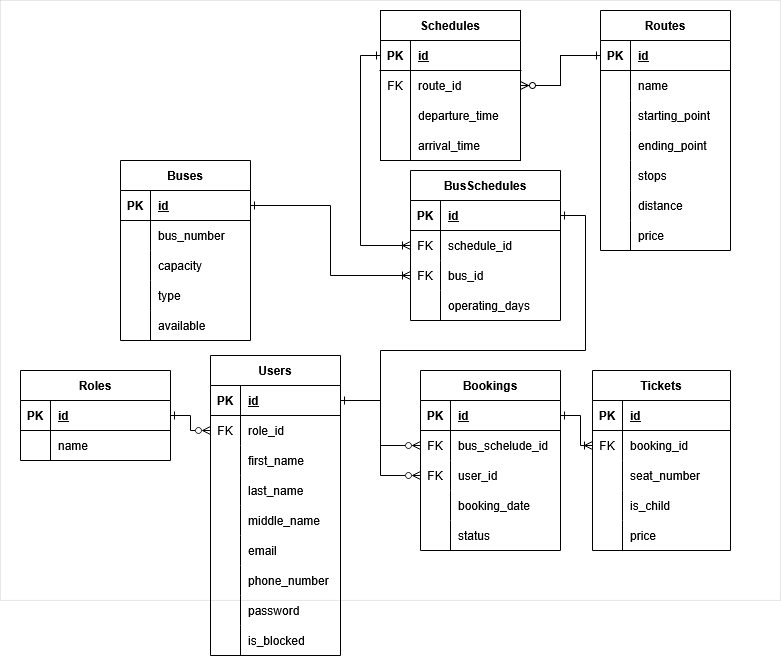 Schedules
PK id
FK route_id
departure_time
arrival_time
Routes
PK id
name
starting_point
ending_point
stops
distance
price
Buses
PK id
bus_number
capacity
type
available
BusSchedules
PK id
FK schedule_id
FK bus_id
operating_days
Roles
PK id
name
Users
PK id
FK role_id
first_name
last_name
middle_name
email
phone_number
password
is_blocked
Bookings
PK id
FK bus_schelude_id
FK user_id
booking_date
status
Tickets
PK id
FK booking_id
seat_number
is_child
price